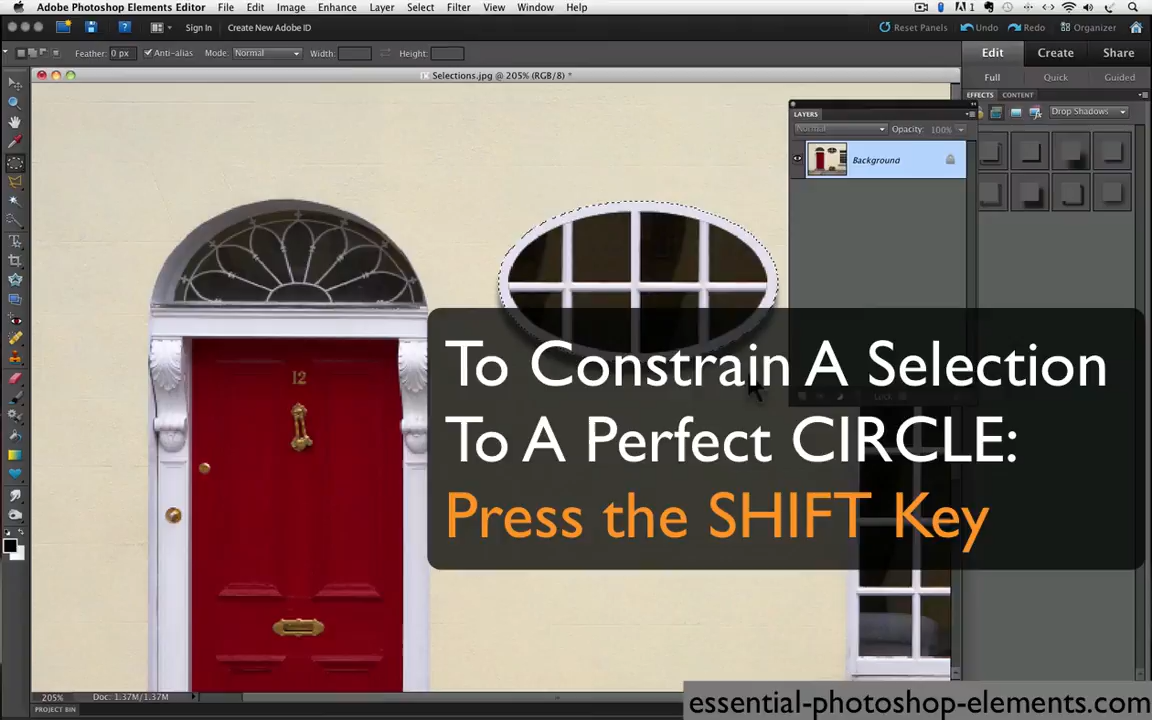 Adobe Photoshop Elements Editor File Edit Image Enhance Layer Select Filter View Window Help
Sign In Create New Adobe ID Reset Panels Undo Redo Organizer
Feather: 0 px Anti-alias Mode: Normal Width: Height: Edit Create Share
Selections.jpg @ 205% (RGB/8) * Full Quick Guided
EFFECTS CONTENT
LAYERS Drop Shadows
Normal Opacity: 100%
Background
12
To Constrain A Selection
To A Perfect CIRCLE:
Press the SHIFT Key
Lock
205% Doc: 1.37M/1.37M
PROJECT BIN
essential-photoshop-elements.com